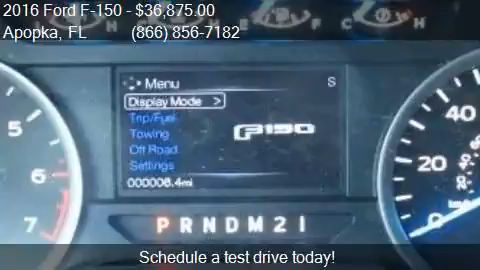 2016 Ford F-150 - $36,875.00
Apopka, FL (866) 856-7182
C H E F C H
Menu S
Display Mode >
Trip/Fuel
Towing
Off Road
Settings
F150
000006.4mi
5
6
7
40
20
0
20
P R N D M 2 1
Schedule a test drive today!